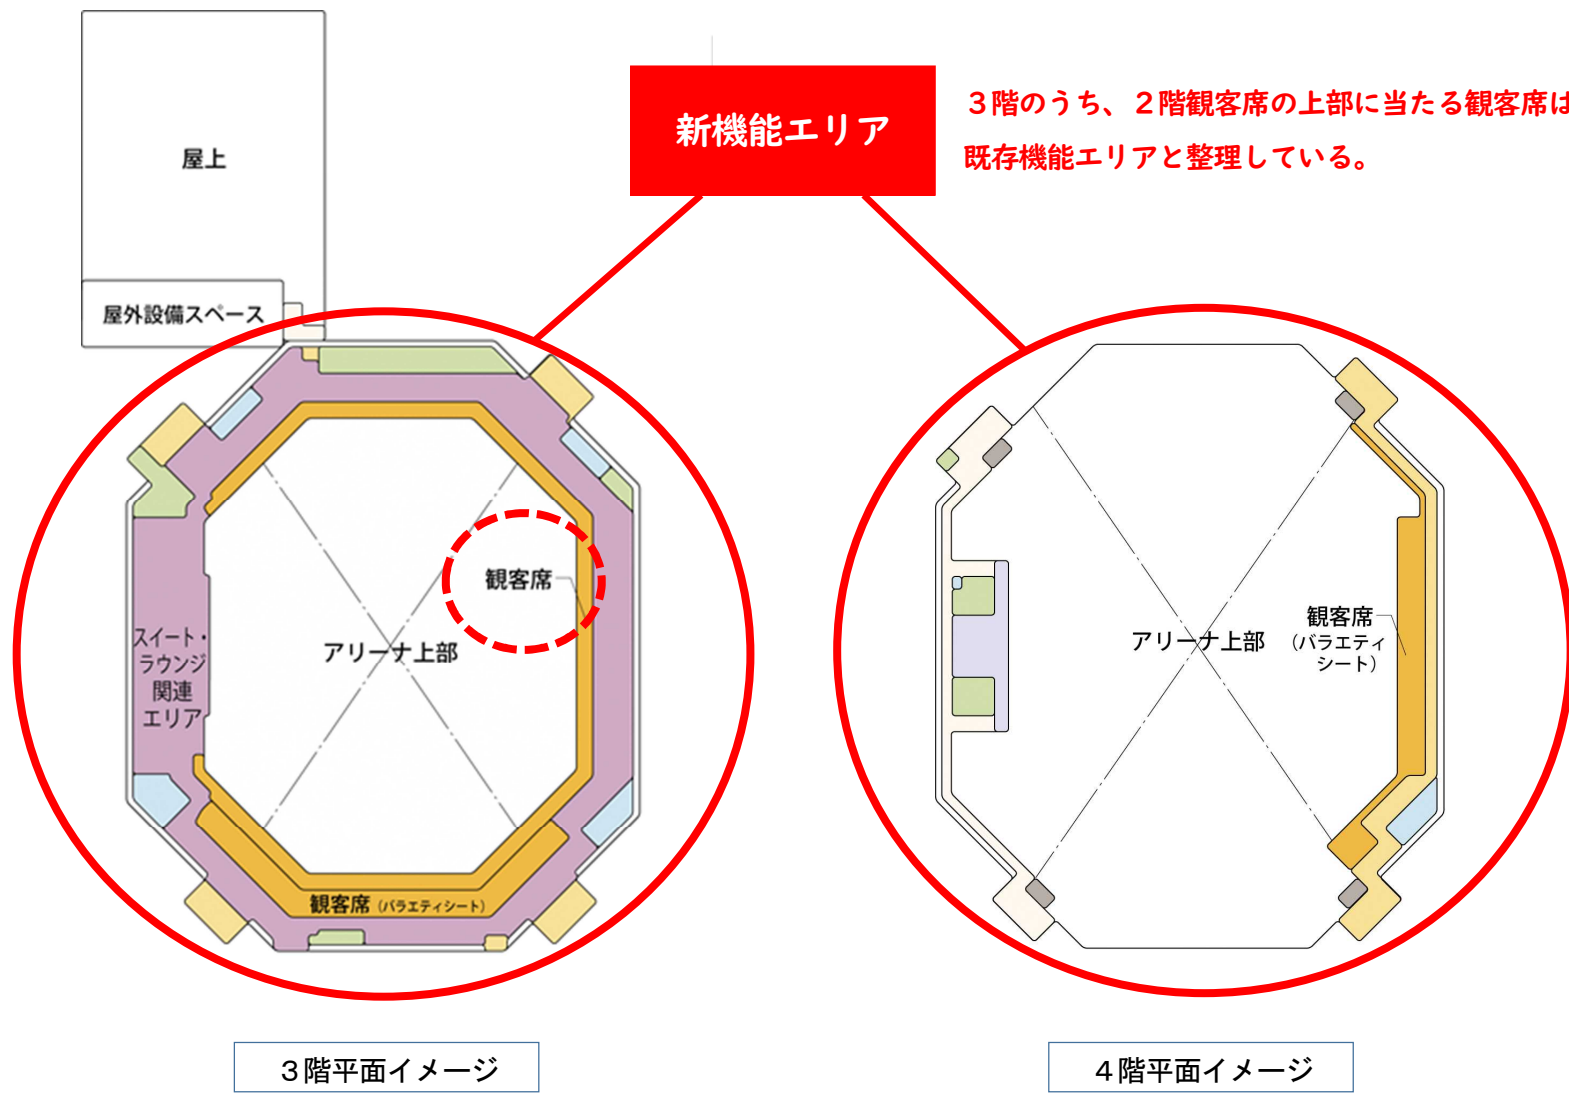 新機能エリア
３階のうち、２階観客席の上部に当たる観客席は
既存機能エリアと整理している。
屋上
屋外設備スペース
観客席
アリーナ上部
スイート・
ラウンジ
関連
エリア
観客席（バラエティシート）
アリーナ上部
観客席
（バラエティ
シート）
３階平面イメージ
４階平面イメージ